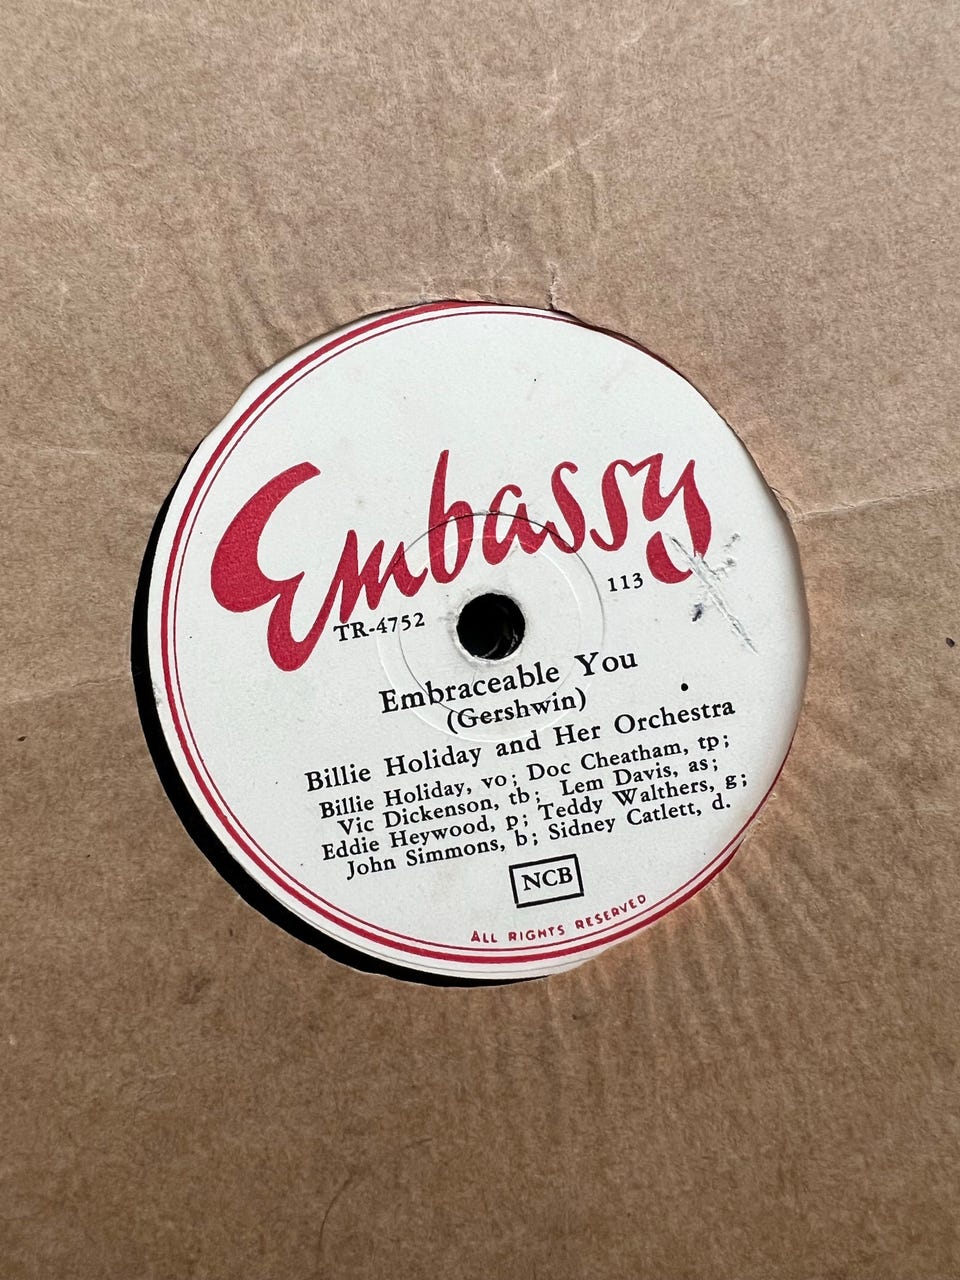 Embassy
TR-4752 113
Embraceable You
(Gershwin)
Billie Holiday and Her Orchestra
Billie Holiday, vo; Doc Cheatham, tp;
Vic Dickenson, tb; Lem Davis, as;
Eddie Heywood, p; Teddy Walthers, g;
John Simmons, b; Sidney Catlett, d.
NCB
ALL RIGHTS RESERVED